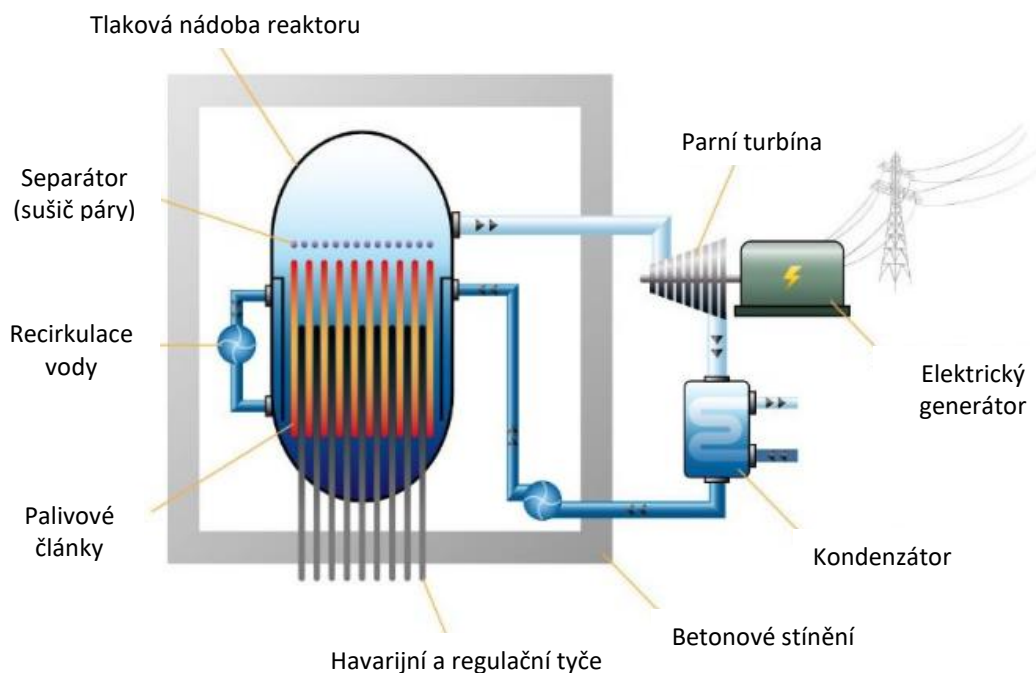 Tlaková nádoba reaktoru
Parní turbína
Separátor
(sušič páry)
Recirkulace
vody
Elektrický
generátor
Palivové
články
Kondenzátor
Betonové stínění
Havarijní a regulační tyče